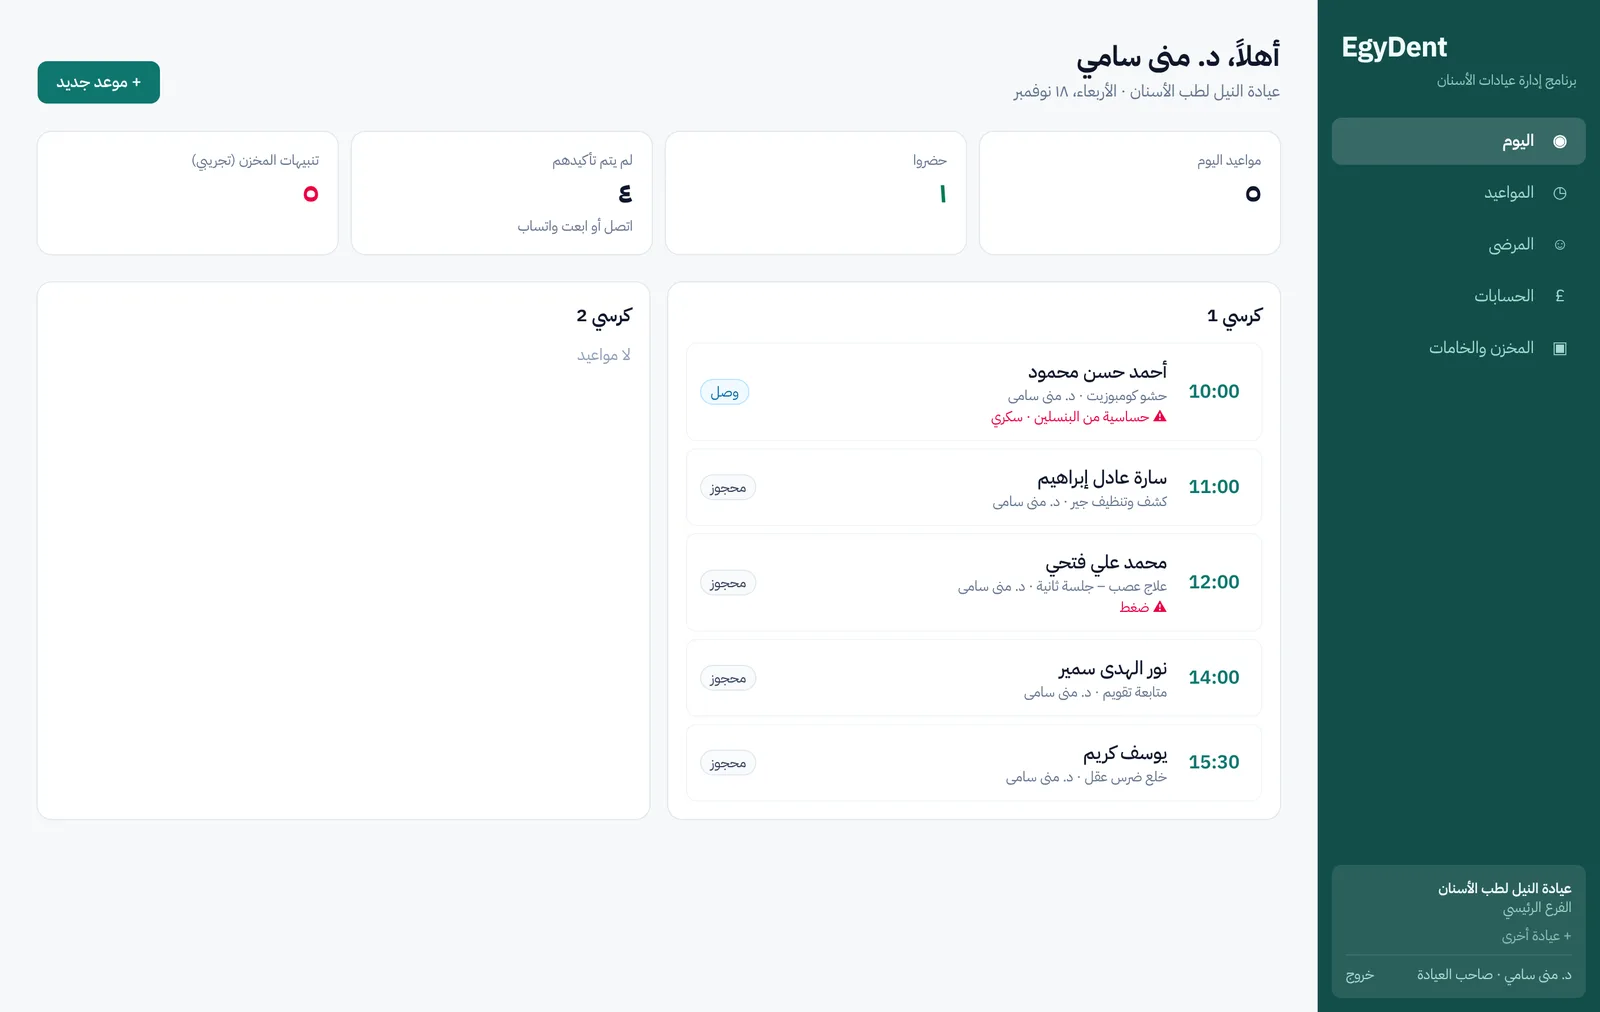 EgyDent
برنامج إدارة عيادات الأسنان
اليوم
المواعيد
المرضى
£ الحسابات
المخزن والخامات
عيادة النيل لطب الأسنان
الفرع الرئيسي
+ عيادة أخرى
د. منى سامي · صاحب العيادة
خروج
أهلاً، د. منى سامي
عيادة النيل لطب الأسنان · الأربعاء، ١٨ نوفمبر
+ موعد جديد
مواعيد اليوم
٥
حضروا
١
لم يتم تأكيدهم
٤
اتصل أو ابعت واتساب
تنبيهات المخزن (تجريبي)
٥
كرسي 1
10:00
أحمد حسن محمود
حشو كومبوزيت · د. منى سامى
⚠ حساسية من البنسلين · سكري
وصل
11:00
سارة عادل إبراهيم
كشف وتنظيف جير · د. منى سامى
محجوز
12:00
محمد علي فتحي
علاج عصب – جلسة ثانية · د. منى سامى
⚠ ضغط
محجوز
14:00
نور الهدى سمير
متابعة تقويم · د. منى سامى
محجوز
15:30
يوسف كريم
خلع ضرس عقل · د. منى سامى
محجوز
كرسي 2
لا مواعيد